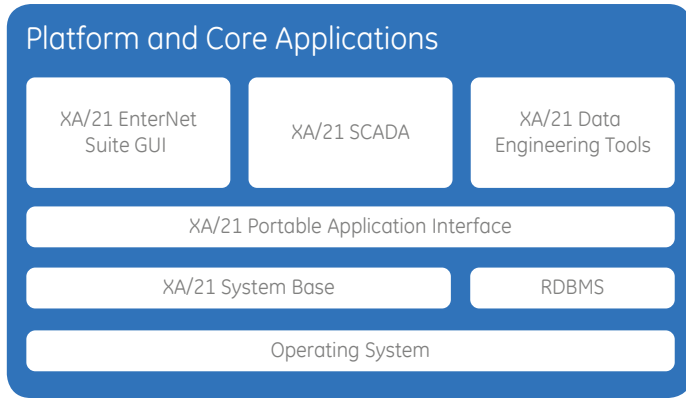 Platform and Core Applications
XA/21 EnterNet
Suite GUI
XA/21 SCADA
XA/21 Data
Engineering Tools
XA/21 Portable Application Interface
XA/21 System Base
RDBMS
Operating System